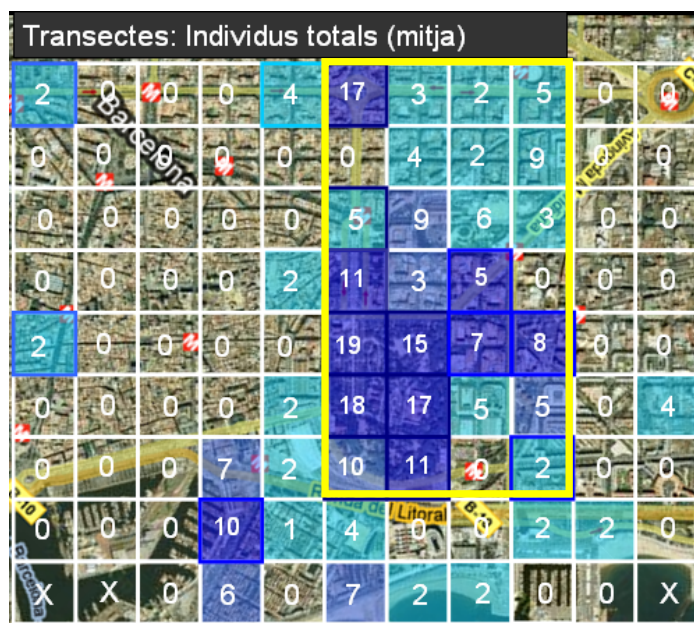 Transectes: Individus totals (mitja)
2 0 0 0 4 17 3 2 5 0 0
Barcelona
0 0 0 0 0 0 4 2 9 0 0
0 0 0 0 0 5 9 6 3 0 0
0 0 0 0 2 11 3 5 0 0 0
2 0 0 0 0 19 15 7 8 0 0
0 0 0 0 2 18 17 5 5 0 4
0 0 0 7 2 10 11 0 2 0 0
del Litoral
0 0 0 10 1 4 0 0 2 2 0
Barcelona
X X 0 6 0 7 2 2 0 0 X